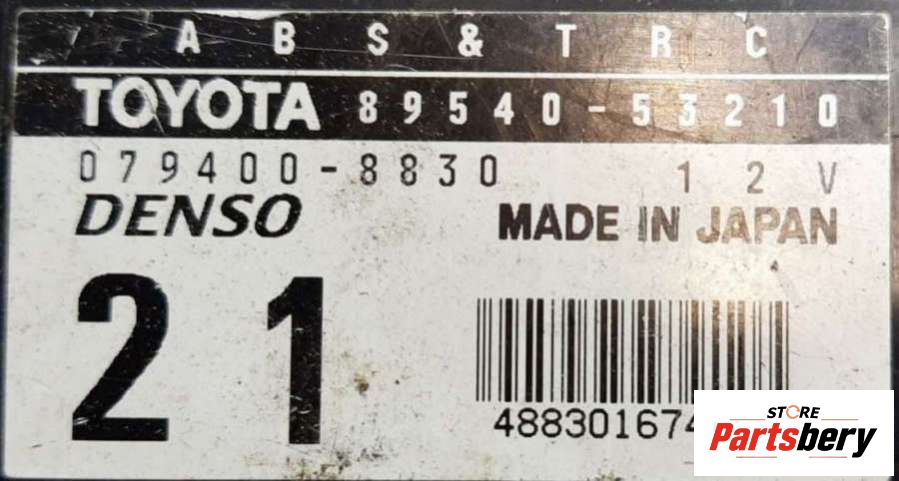 ABS & TRC
TOYOTA 89540-53210
079400-8830 12V
DENSO MADE IN JAPAN
21
48830167
STORE
Partsbery